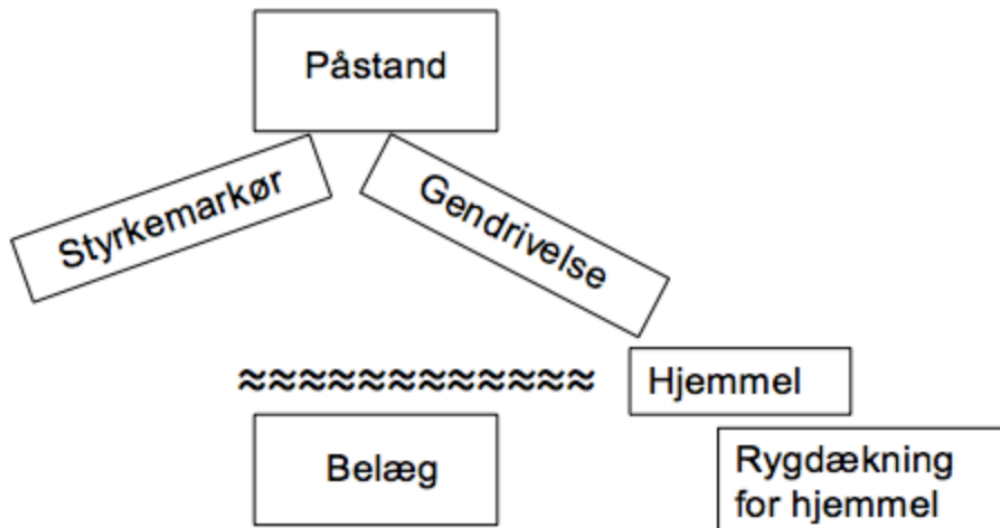 Påstand
Styrkemarkør
Gendrivelse
≈≈≈≈≈≈≈≈≈≈≈≈
Hjemmel
Belæg
Rygdækning
for hjemmel